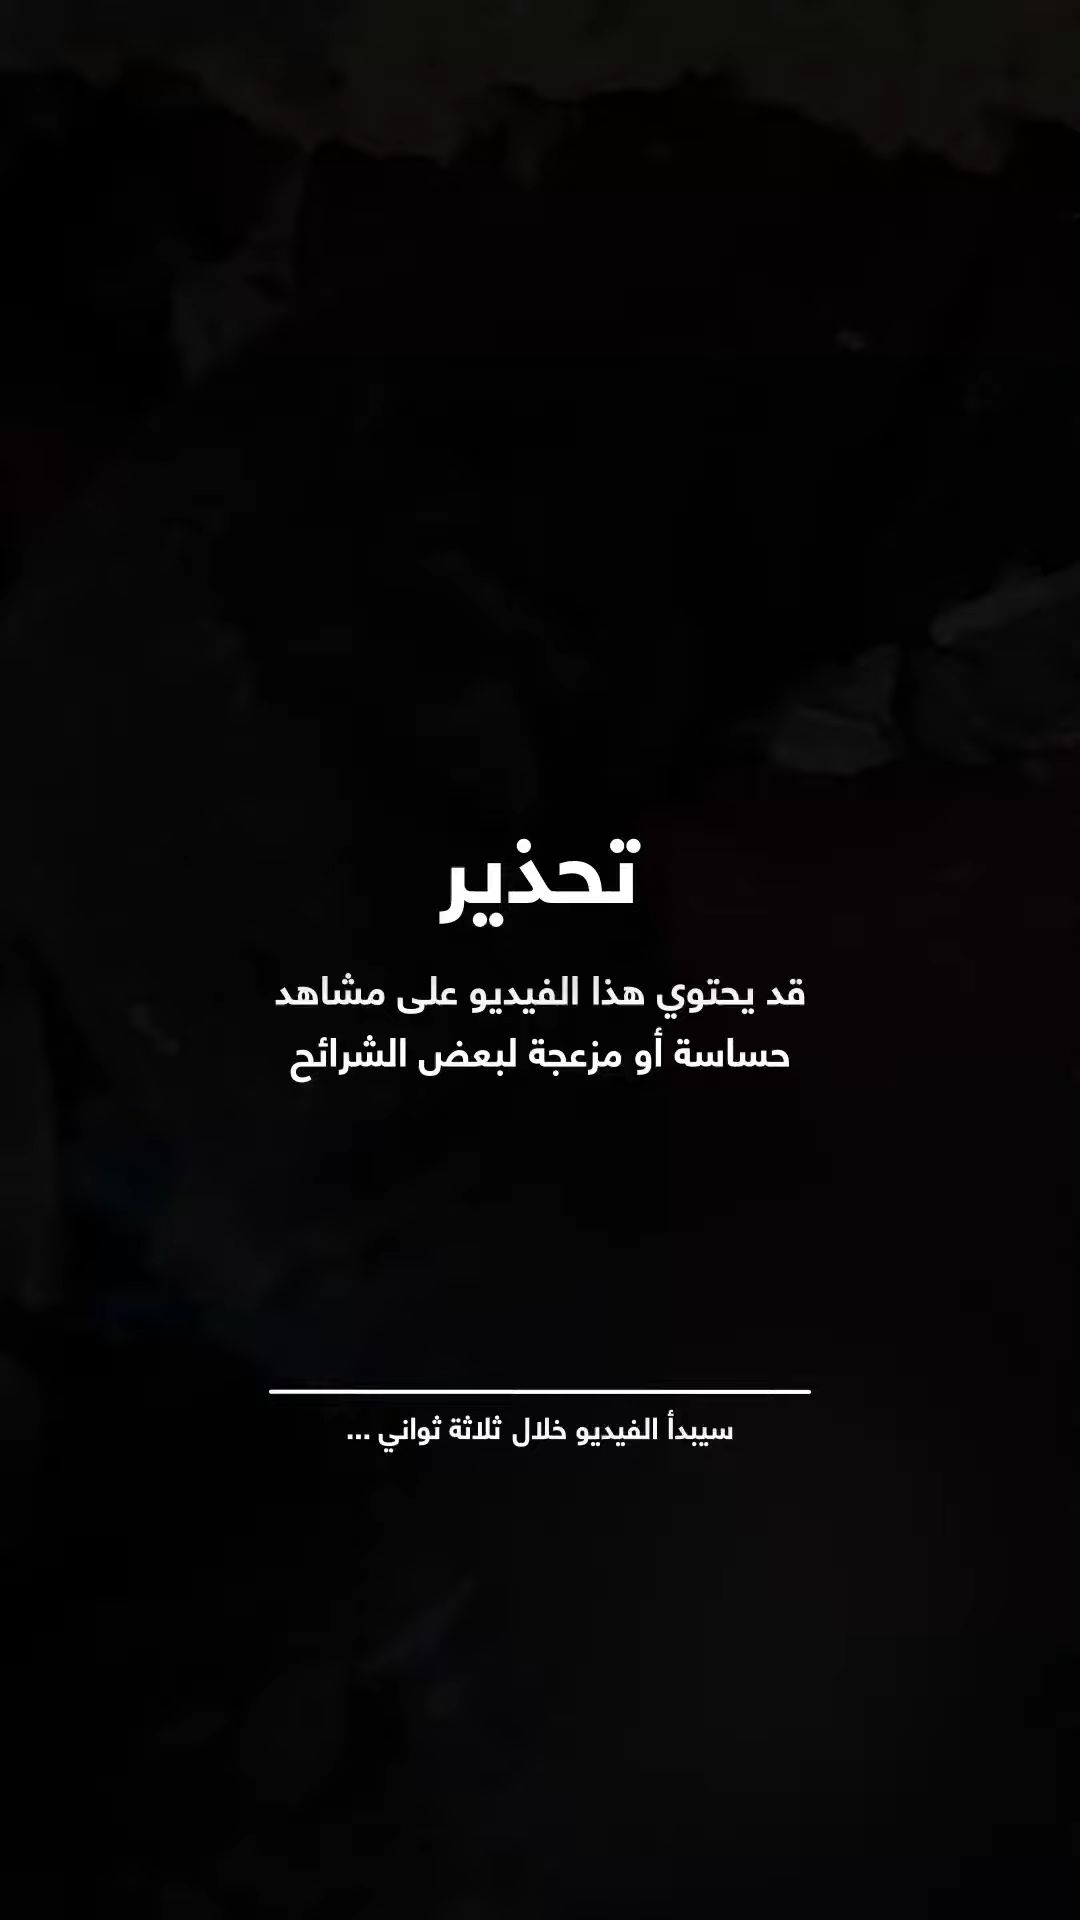 تحذير
قد يحتوي هذا الفيديو على مشاهد
حساسة أو مزعجة لبعض الشرائح
سيبدأ الفيديو خلال ثلاثة ثواني ...